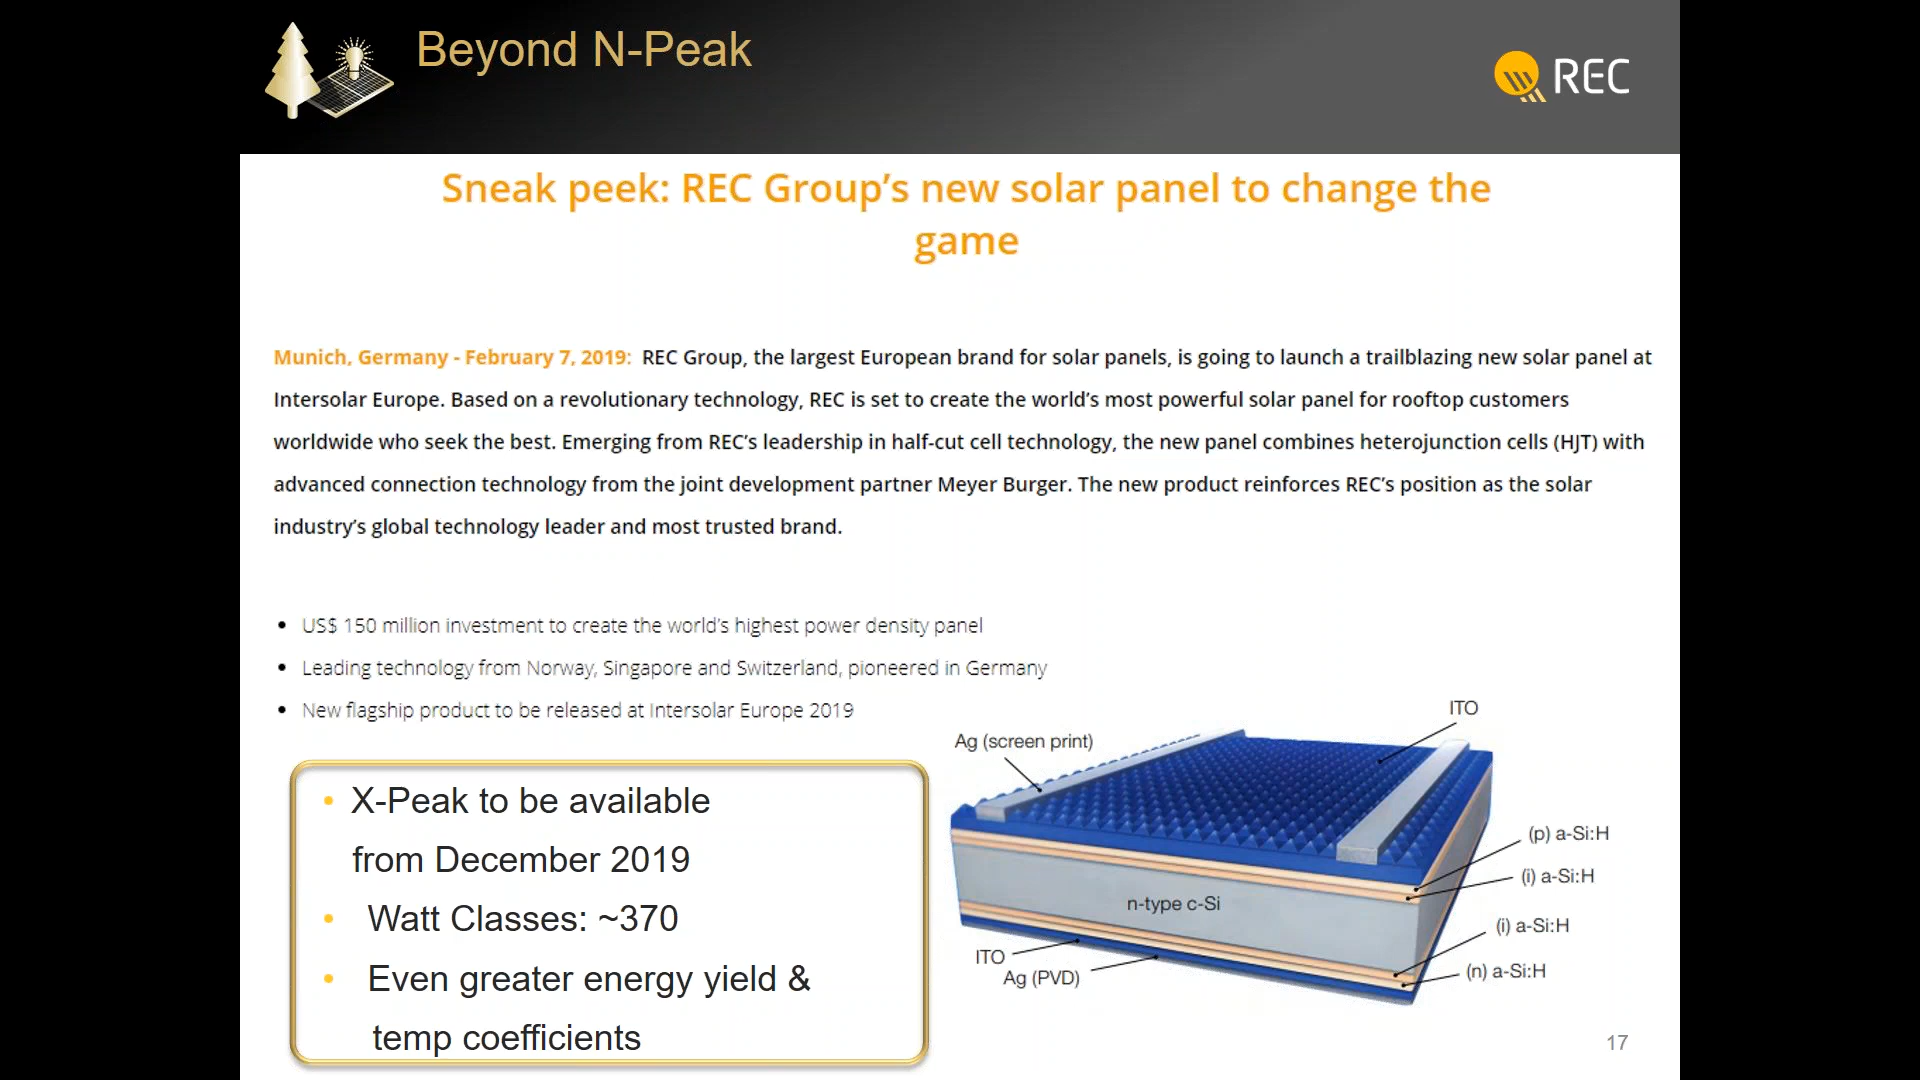 Beyond N-Peak
REC
Sneak peek: REC Group’s new solar panel to change the
game
Munich, Germany - February 7, 2019: REC Group, the largest European brand for solar panels, is going to launch a trailblazing new solar panel at
Intersolar Europe. Based on a revolutionary technology, REC is set to create the world’s most powerful solar panel for rooftop customers
worldwide who seek the best. Emerging from REC’s leadership in half-cut cell technology, the new panel combines heterojunction cells (HJT) with
advanced connection technology from the joint development partner Meyer Burger. The new product reinforces REC’s position as the solar
industry’s global technology leader and most trusted brand.
• US$ 150 million investment to create the world’s highest power density panel
• Leading technology from Norway, Singapore and Switzerland, pioneered in Germany
• New flagship product to be released at Intersolar Europe 2019
• X-Peak to be available
from December 2019
• Watt Classes: ~370
• Even greater energy yield &
temp coefficients
ITO
Ag (screen print)
(p) a-Si:H
(i) a-Si:H
n-type c-Si
(i) a-Si:H
ITO
(n) a-Si:H
Ag (PVD)
17